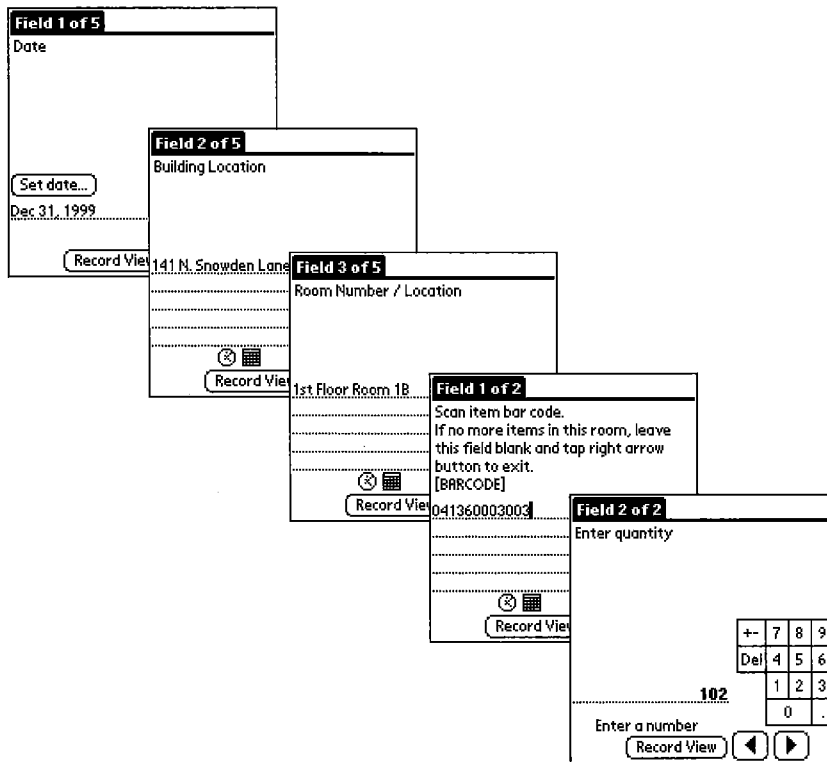 Field 1 of 5
Date
Set date...
Dec 31, 1999
Record Vie
Field 2 of 5
Building Location
141 N. Snowden Lane
Record Vie
Field 3 of 5
Room Number / Location
1st Floor Room 1B
Record Vie
Field 1 of 2
Scan item bar code.
If no more items in this room, leave
this field blank and tap right arrow
button to exit.
[BARCODE]
041360003003
Record Vie
Field 2 of 2
Enter quantity
+- 7 8 9
Del 4 5 6
1 2 3
102
0 .
Enter a number
Record View